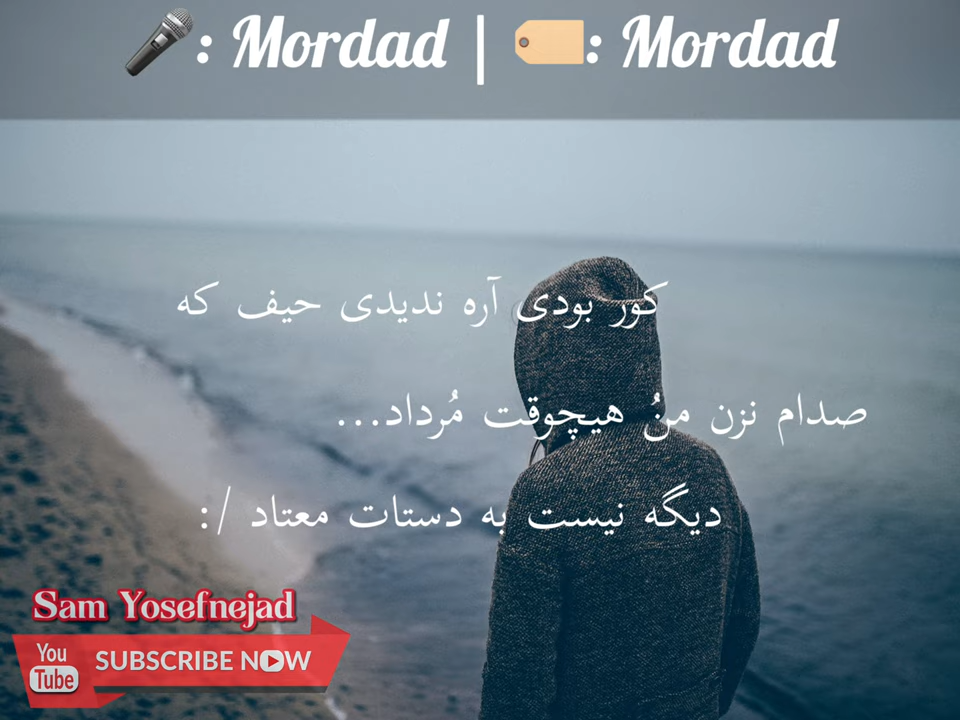 🎤: Mordad | 🏷: Mordad
کور بودی آره ندیدی حیف که
صدام نزن منُ هیچوقت مُرداد...
دیگه نیست به دستات معتاد /:
Sam Yosefnejad
You Tube SUBSCRIBE NOW